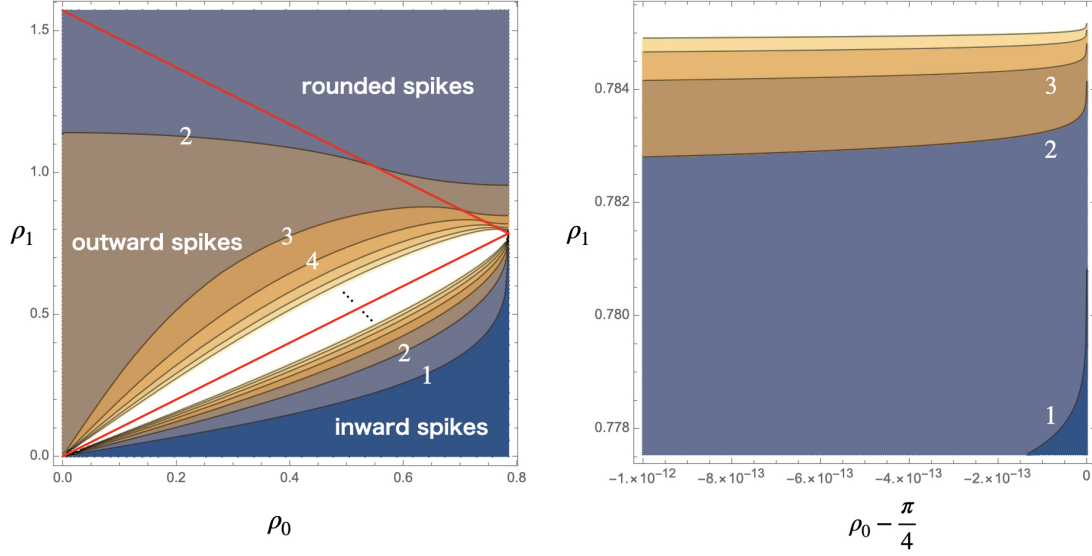 1.5
1.0
0.5
0.0
ρ₁
rounded spikes
2
outward spikes
3
4
2
1
inward spikes
0.0 0.2 0.4 0.6 0.8
ρ₀
0.784
0.782
0.780
0.778
ρ₁
3
2
1
-1.×10⁻¹² -8.×10⁻¹³ -6.×10⁻¹³ -4.×10⁻¹³ -2.×10⁻¹³ 0
ρ₀ − π/4